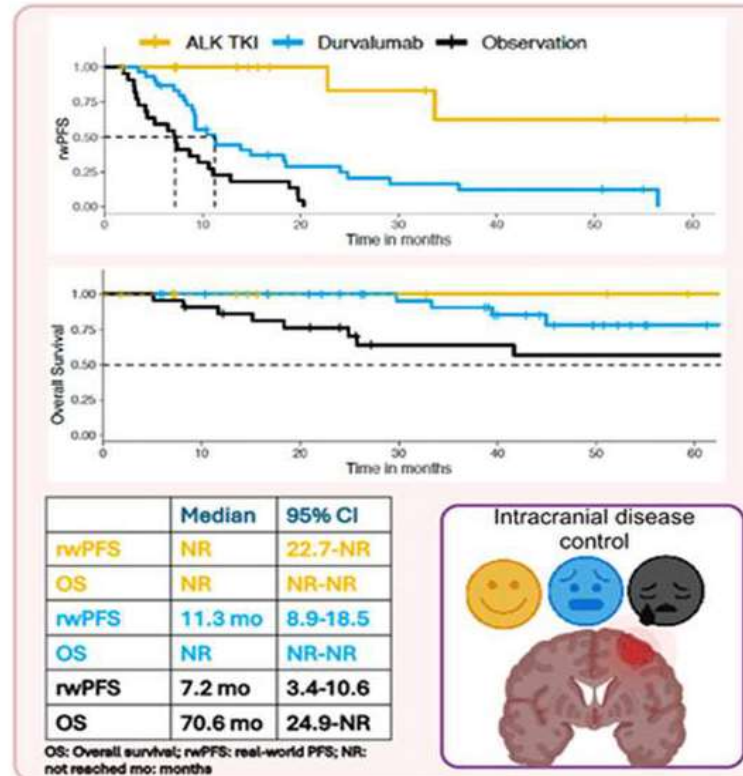 ALK TKI Durvalumab Observation
1.00
0.75
0.50
0.25
0.00
rwPFS
0 10 20 30 40 50 60
Time in months
1.00
0.75
0.50
0.25
0.00
Overall Survival
0 10 20 30 40 50 60
Time in months
Median 95% CI
rwPFS NR 22.7-NR
OS NR NR-NR
rwPFS 11.3 mo 8.9-18.5
OS NR NR-NR
rwPFS 7.2 mo 3.4-10.6
OS 70.6 mo 24.9-NR
OS: Overall survival; rwPFS: real-world PFS; NR:
not reached mo: months
Intracranial disease
control